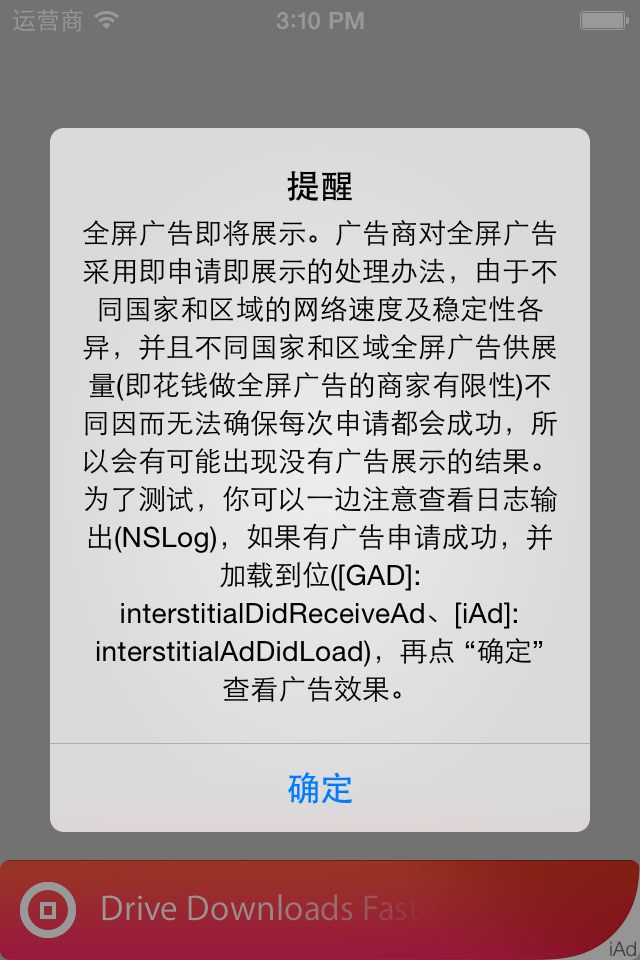 运营商 3:10 PM
提醒
全屏广告即将展示。广告商对全屏广告
采用即申请即展示的处理办法，由于不
同国家和区域的网络速度及稳定性各
异，并且不同国家和区域全屏广告供展
量(即花钱做全屏广告的商家有限性)不
同因而无法确保每次申请都会成功，所
以会有可能出现没有广告展示的结果。
为了测试，你可以一边注意查看日志输
出(NSLog)，如果有广告申请成功，并
加载到位([GAD]:
interstitialDidReceiveAd、[iAd]:
interstitialAdDidLoad)，再点 “确定”
查看广告效果。
确定
Drive Downloads Faste
iAd